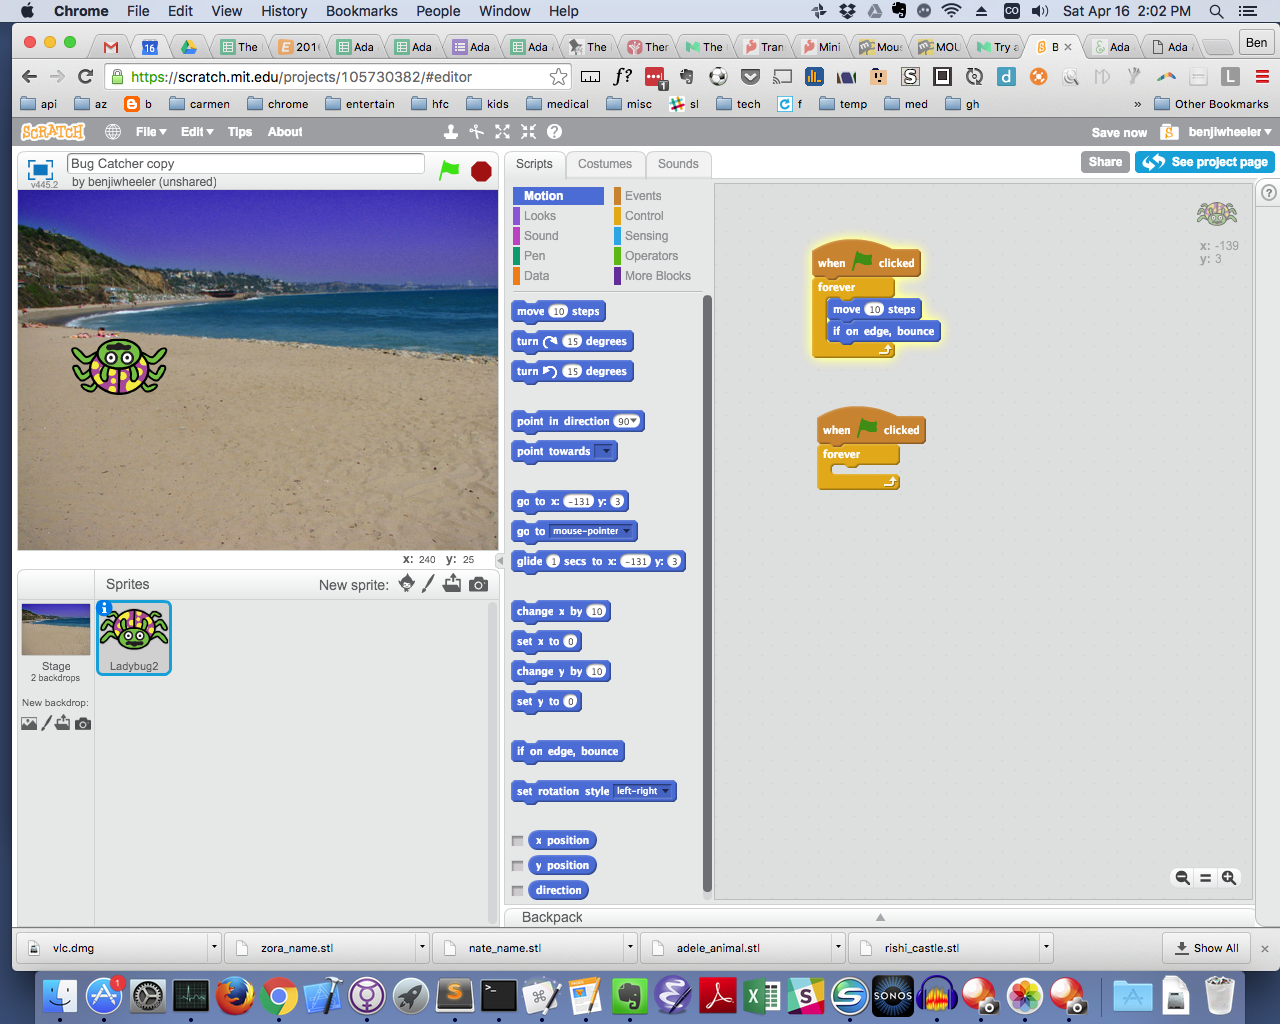 Chrome File Edit View History Bookmarks People Window Help
Sat Apr 16 2:02 PM
16 The 201 Ada Ada Ada Ada The Ther The Tran Mini Mous MOU Try a B Ada Ada Ben
https://scratch.mit.edu/projects/105730382/#editor
f? 1 S d L
api az b carmen chrome entertain hfc kids medical misc sl tech f temp med gh » Other Bookmarks
SCRATCH File Edit Tips About Save now benjiwheeler
v445.2
Bug Catcher copy
by benjiwheeler (unshared)
Scripts Costumes Sounds Share See project page
Motion Events
Looks Control
Sound Sensing
Pen Operators
Data More Blocks
move 10 steps
turn 15 degrees
turn 15 degrees
point in direction 90
point towards
go to x: -131 y: 3
go to mouse-pointer
glide 1 secs to x: -131 y: 3
change x by 10
set x to 0
change y by 10
set y to 0
if on edge, bounce
set rotation style left-right
x position
y position
direction
when clicked
forever
move 10 steps
if on edge, bounce
when clicked
forever
x: -139
y: 3
x: 240 y: 25
Sprites New sprite:
Stage
2 backdrops
New backdrop:
Ladybug2
Backpack
vlc.dmg zora_name.stl nate_name.stl adele_animal.stl rishi_castle.stl Show All
1 SONOS